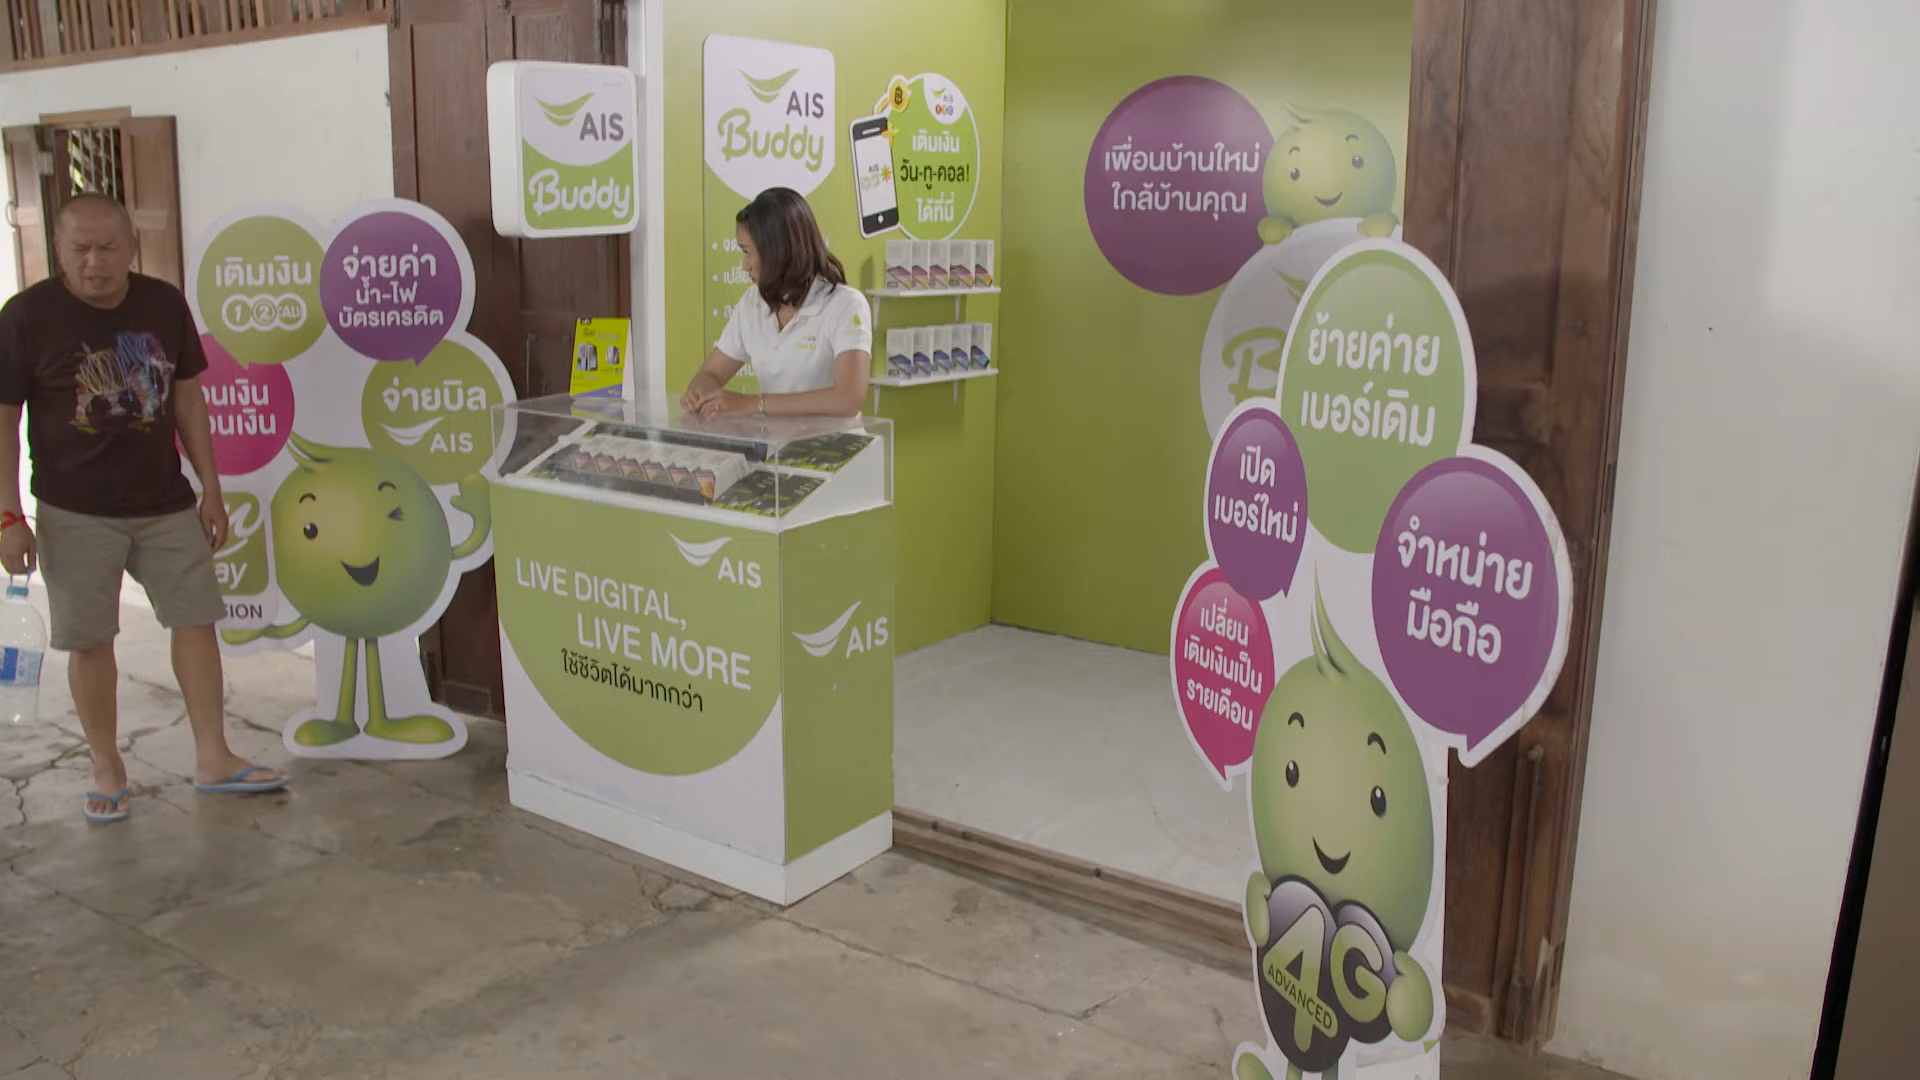 AIS
Buddy
AIS
Buddy
AIS
เติมเงิน
วัน-ทู-คอล!
ได้ที่นี่
เพื่อนบ้านใหม่
ใกล้บ้านคุณ
เติมเงิน
1 2 CALL
จ่ายค่า
น้ำ-ไฟ
บัตรเครดิต
จ่ายบิล
AIS
AIS
LIVE DIGITAL,
LIVE MORE
ใช้ชีวิตได้มากกว่า
AIS
ย้ายค่าย
เบอร์เดิม
เปิด
เบอร์ใหม่
จำหน่าย
มือถือ
เปลี่ยน
เติมเงินเป็น
รายเดือน
4G
ADVANCED